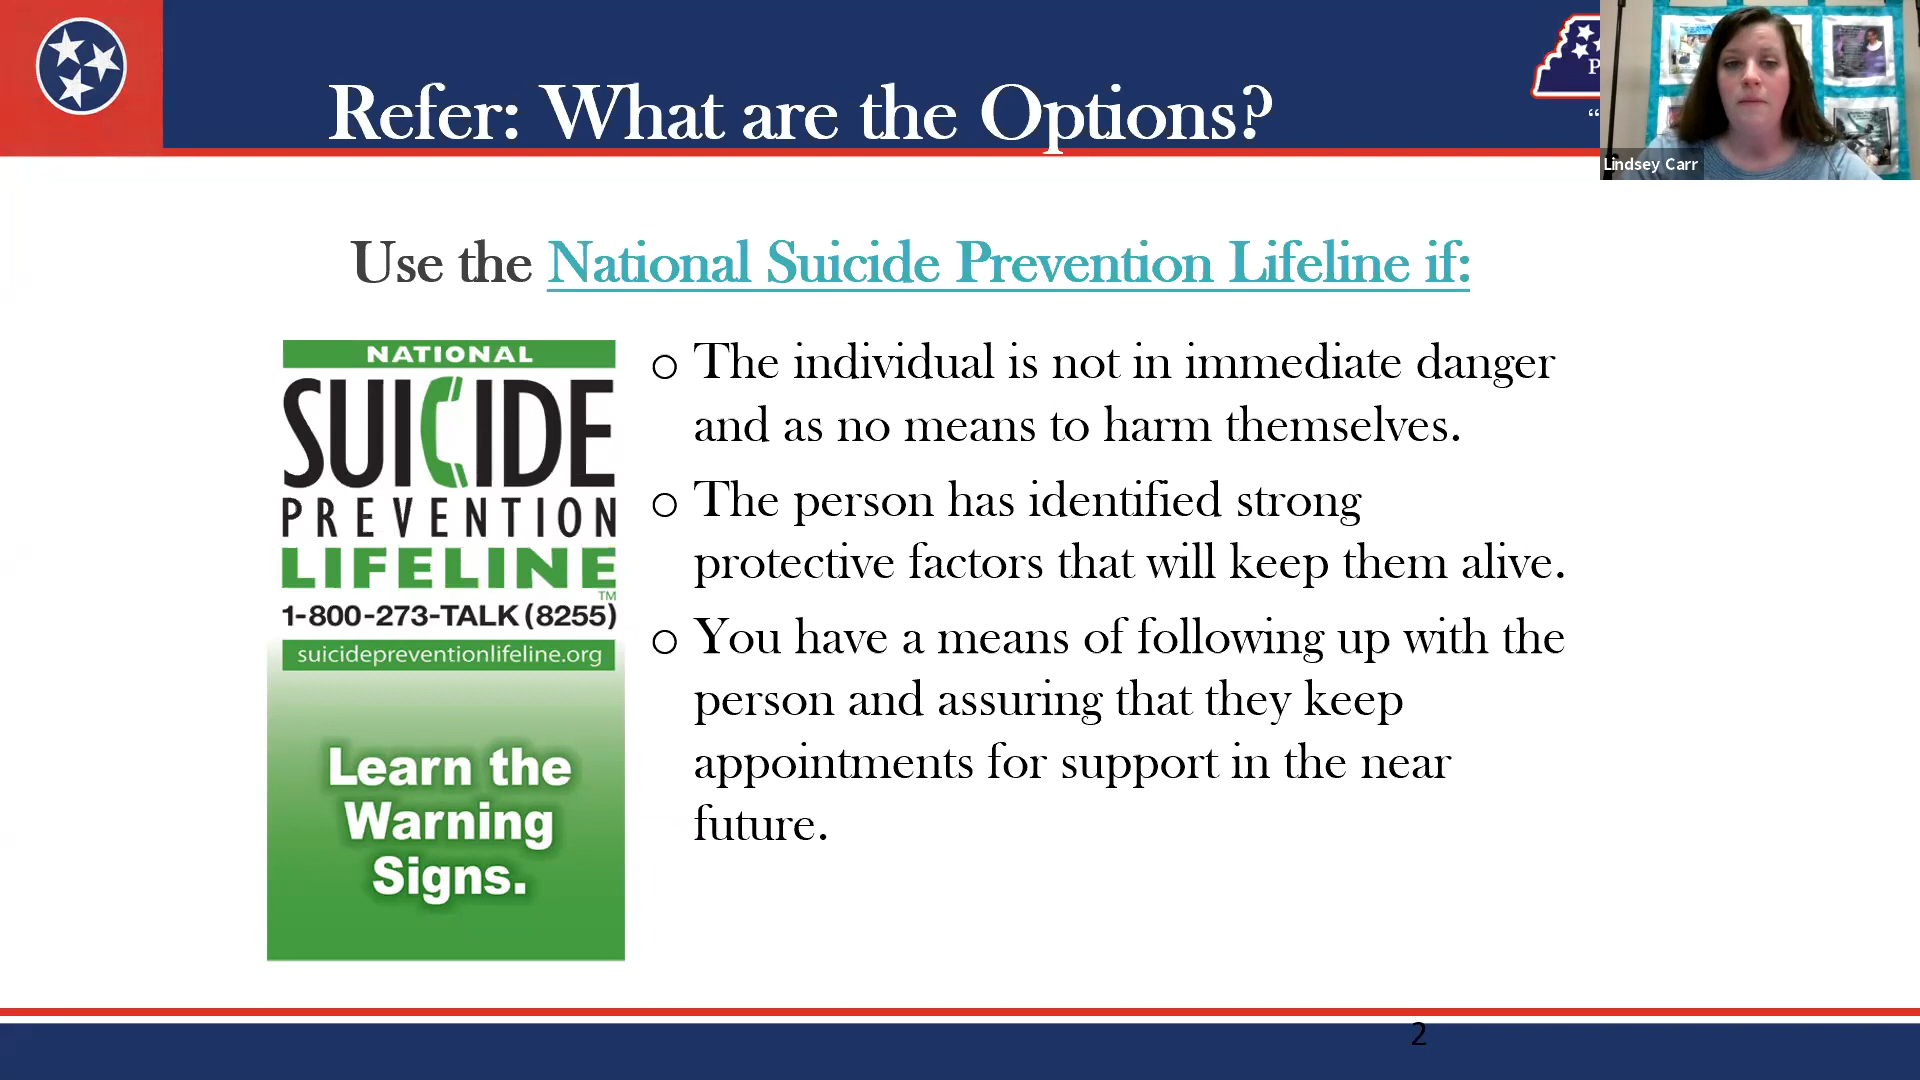 Refer: What are the Options?
P
“
Lindsey Carr
Use the National Suicide Prevention Lifeline if:
NATIONAL
SUICIDE
PREVENTION
LIFELINE
TM
1-800-273-TALK (8255)
suicidepreventionlifeline.org
Learn the
Warning
Signs.
o The individual is not in immediate danger
and as no means to harm themselves.
o The person has identified strong
protective factors that will keep them alive.
o You have a means of following up with the
person and assuring that they keep
appointments for support in the near
future.
2